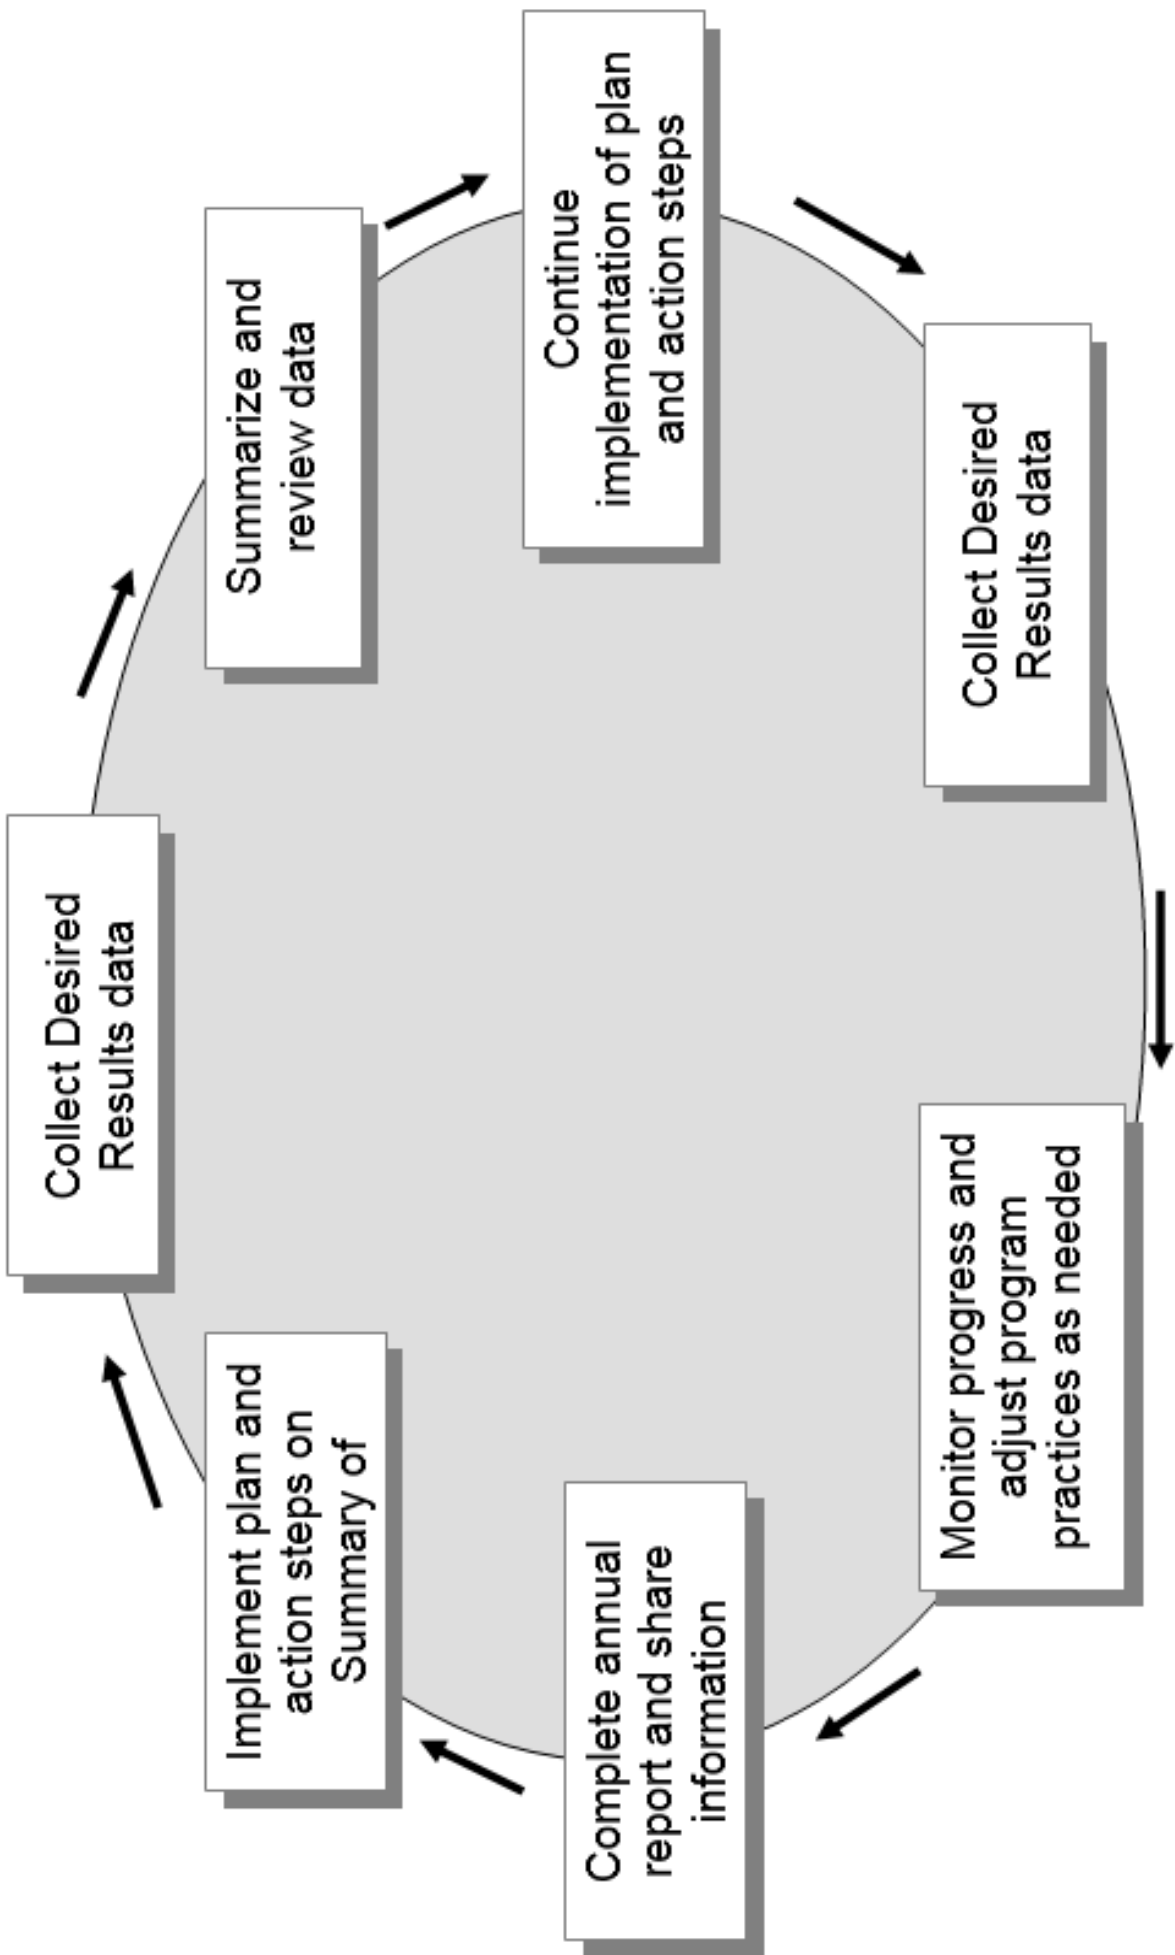 Collect Desired
Results data
Summarize and
review data
Continue
implementation of plan
and action steps
Collect Desired
Results data
Monitor progress and
adjust program
practices as needed
Complete annual
report and share
information
Implement plan and
action steps on
Summary of